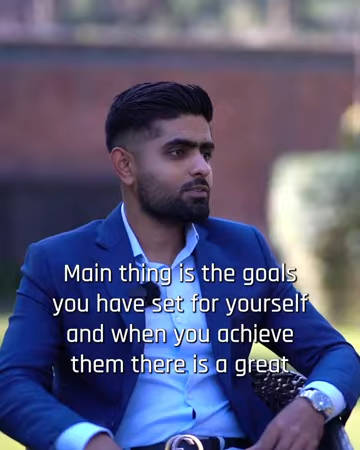 Main thing is the goals
you have set for yourself
and when you achieve
them there is a great